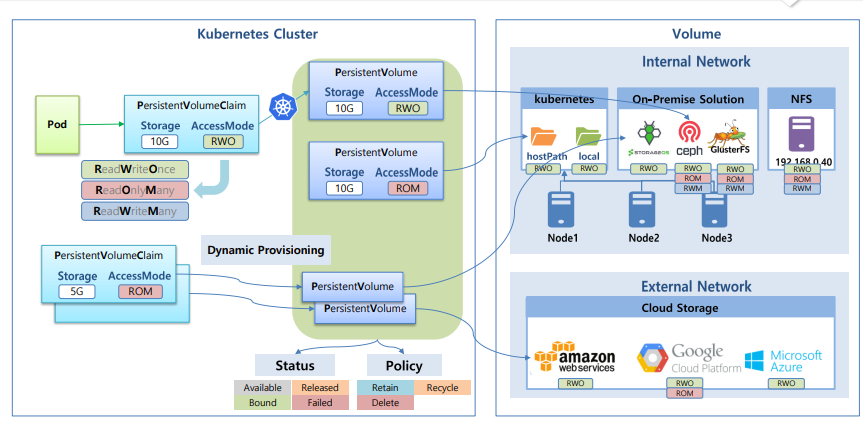 Kubernetes Cluster
Pod
PersistentVolumeClaim
Storage AccessMode
10G RWO
ReadWriteOnce
ReadOnlyMany
ReadWriteMany
PersistentVolume
Storage AccessMode
10G RWO
PersistentVolume
Storage AccessMode
10G ROM
Dynamic Provisioning
PersistentVolumeClaim
Storage AccessMode
5G ROM
PersistentVolume
PersistentVolume
Status
Available Released
Bound Failed
Policy
Retain Recycle
Delete
Volume
Internal Network
kubernetes
hostPath local
RWO RWO
On-Premise Solution
STORAGEOS ceph GlusterFS
RWO RWO RWO
ROM ROM
RWM RWM
NFS
192.168.0.40
RWO
ROM
RWM
Node1 Node2 Node3
External Network
Cloud Storage
amazon
webservices
RWO
Google
Cloud Platform
RWO
ROM
Microsoft
Azure
RWO